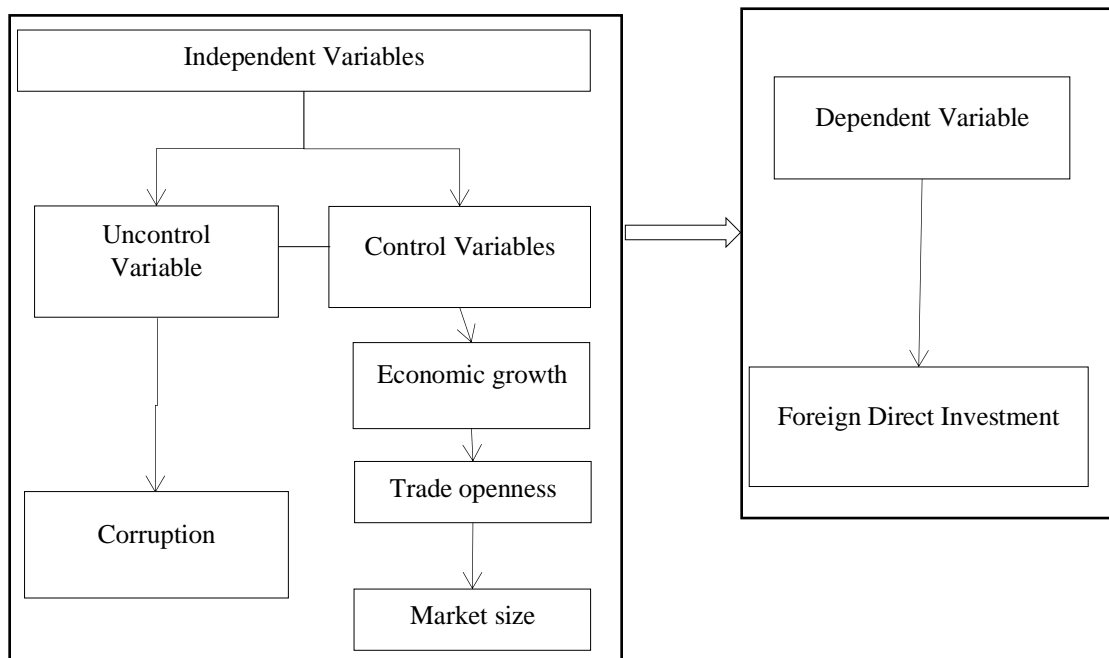 Independent Variables
Uncontrol
Variable
Control Variables
Economic growth
Trade openness
Corruption
Market size
Dependent Variable
Foreign Direct Investment